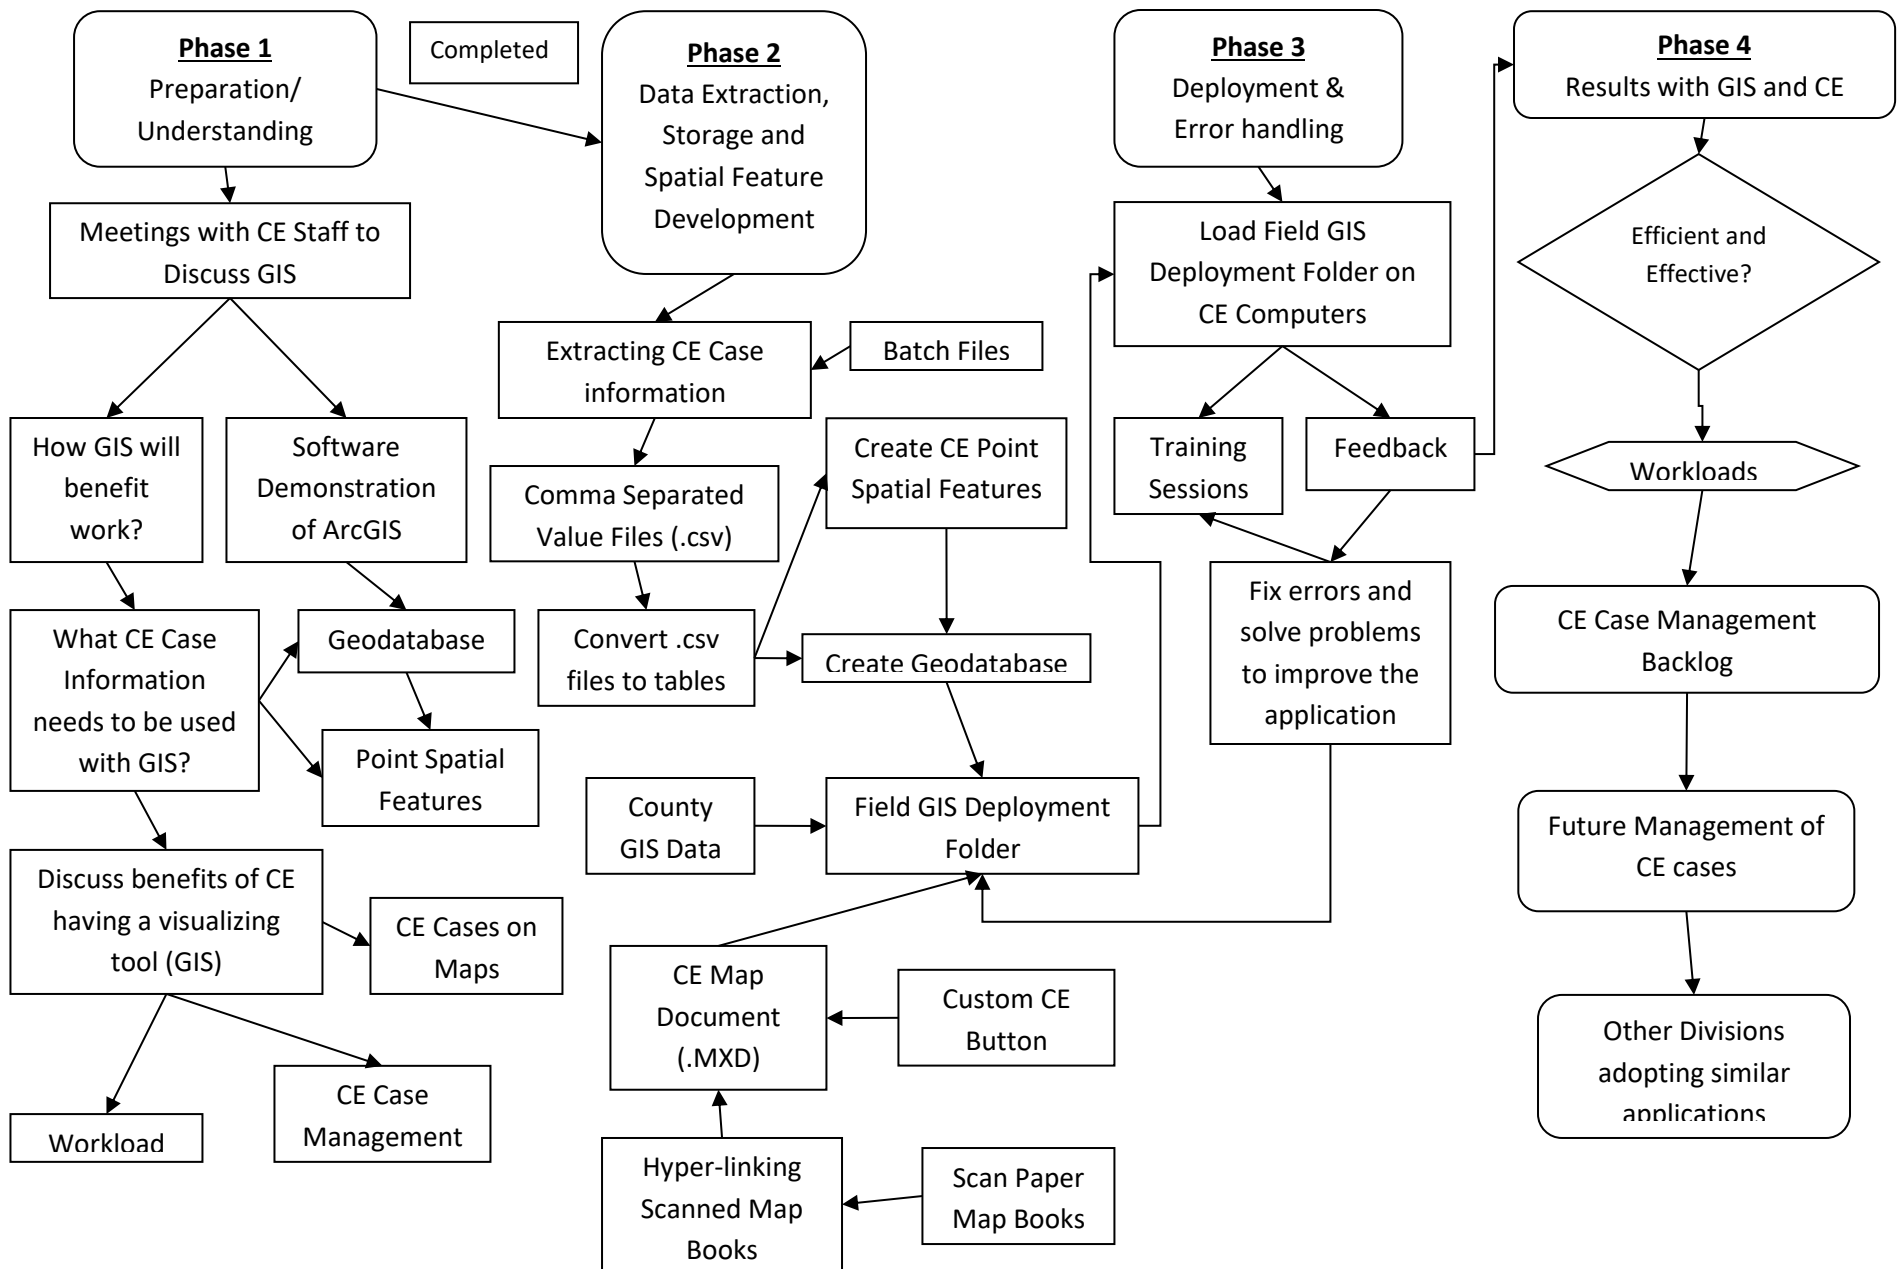 Phase 1
Preparation/
Understanding
Completed
Phase 2
Data Extraction,
Storage and
Spatial Feature
Development
Phase 3
Deployment &
Error handling
Phase 4
Results with GIS and CE
Meetings with CE Staff to
Discuss GIS
How GIS will
benefit
work?
Software
Demonstration
of ArcGIS
What CE Case
Information
needs to be used
with GIS?
Geodatabase
Point Spatial
Features
Discuss benefits of CE
having a visualizing
tool (GIS)
CE Cases on
Maps
Workload
CE Case
Management
Extracting CE Case
information
Batch Files
Comma Separated
Value Files (.csv)
Convert .csv
files to tables
Create CE Point
Spatial Features
Create Geodatabase
County
GIS Data
Field GIS Deployment
Folder
CE Map
Document
(.MXD)
Custom CE
Button
Hyper-linking
Scanned Map
Books
Scan Paper
Map Books
Load Field GIS
Deployment Folder on
CE Computers
Training
Sessions
Feedback
Fix errors and
solve problems
to improve the
application
Efficient and
Effective?
Workloads
CE Case Management
Backlog
Future Management of
CE cases
Other Divisions
adopting similar
applications